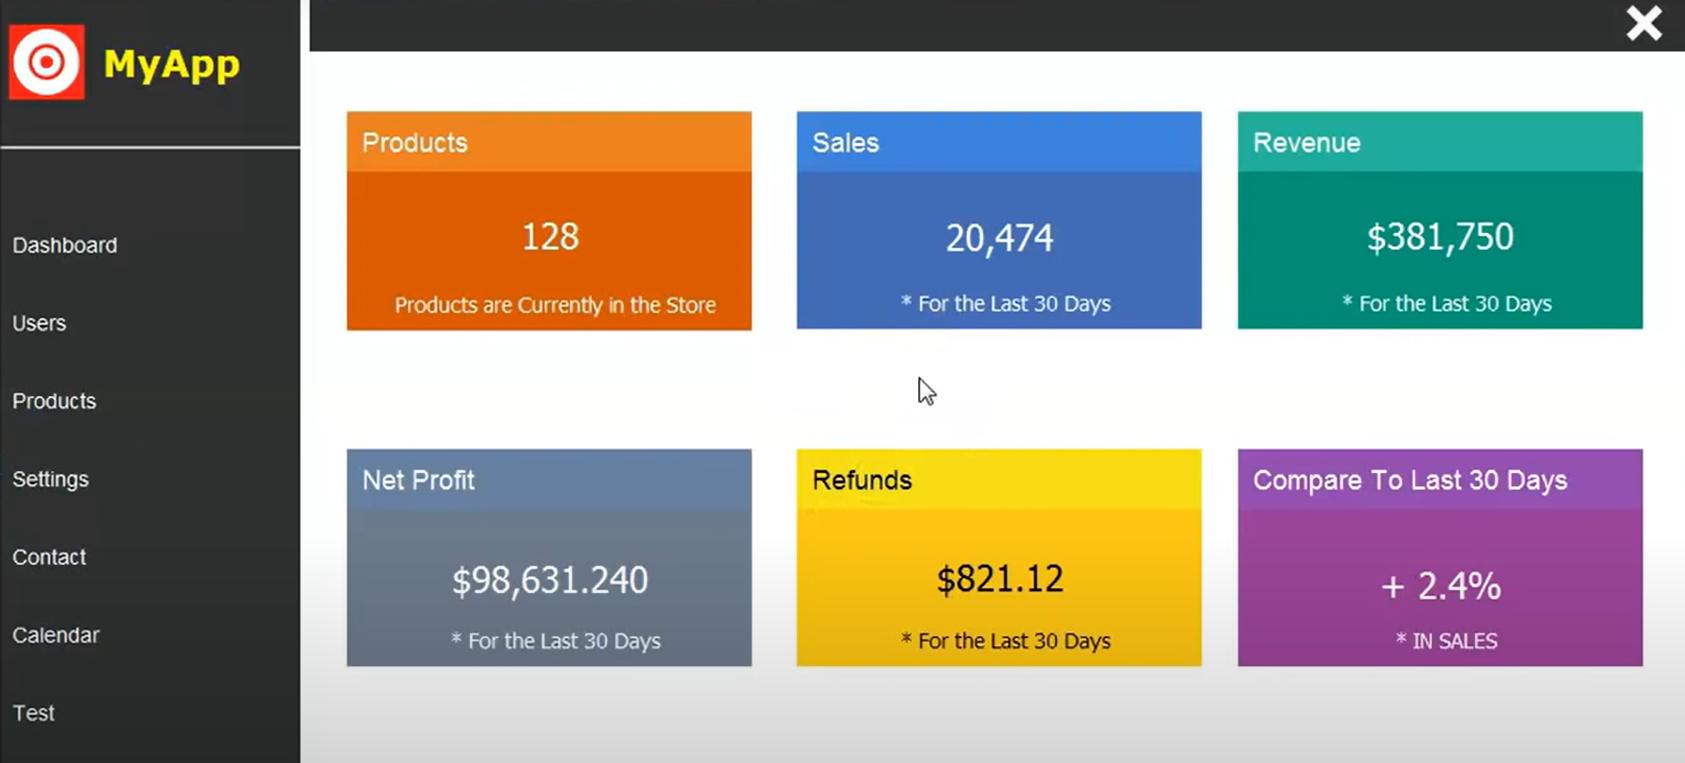 MyApp
Dashboard
Users
Products
Settings
Contact
Calendar
Test
Products
128
Products are Currently in the Store
Sales
20,474
* For the Last 30 Days
Revenue
$381,750
* For the Last 30 Days
Net Profit
$98,631.240
* For the Last 30 Days
Refunds
$821.12
* For the Last 30 Days
Compare To Last 30 Days
+ 2.4%
* IN SALES